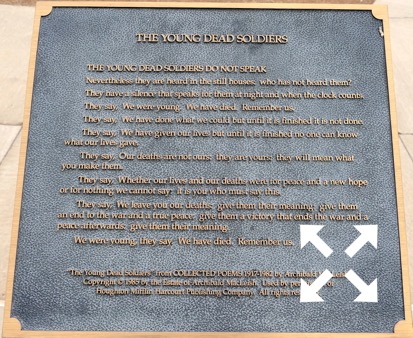 THE YOUNG DEAD SOLDIERS
THE YOUNG DEAD SOLDIERS DO NOT SPEAK.
Nevertheless they are heard in the still houses: who has not heard them?
They have a silence that speaks for them at night and when the clock counts.
They say, We were young. We have died. Remember us.
They say, We have done what we could but until it is finished it is not done.
They say, We have given our lives but until it is finished no one can know
what our lives gave.
They say, Our deaths are not ours: they are yours: they will mean what
you make them.
They say, Whether our lives and our deaths were for peace and a new hope
or for nothing we cannot say: it is you who must say this.
They say, We leave you our deaths: give them their meaning: give them
an end to the war and a true peace: give them a victory that ends the war and a
peace afterwards: give them their meaning.
We were young, they say. We have died. Remember us.
"The Young Dead Soldiers" from COLLECTED POEMS 1917-1982 by Archibald
Copyright © 1985 by the Estate of Archibald MacLeish. Used by of
Houghton Mifflin Harcourt Publishing Company. All rights